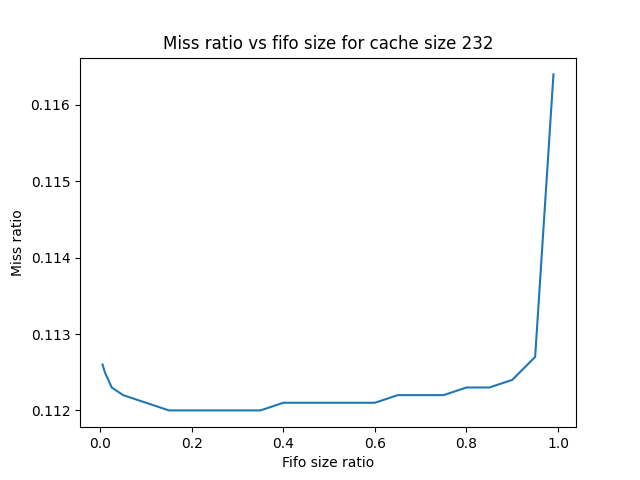 Miss ratio vs fifo size for cache size 232
0.116
0.115
0.114
0.113
0.112
Miss ratio
0.0 0.2 0.4 0.6 0.8 1.0
Fifo size ratio